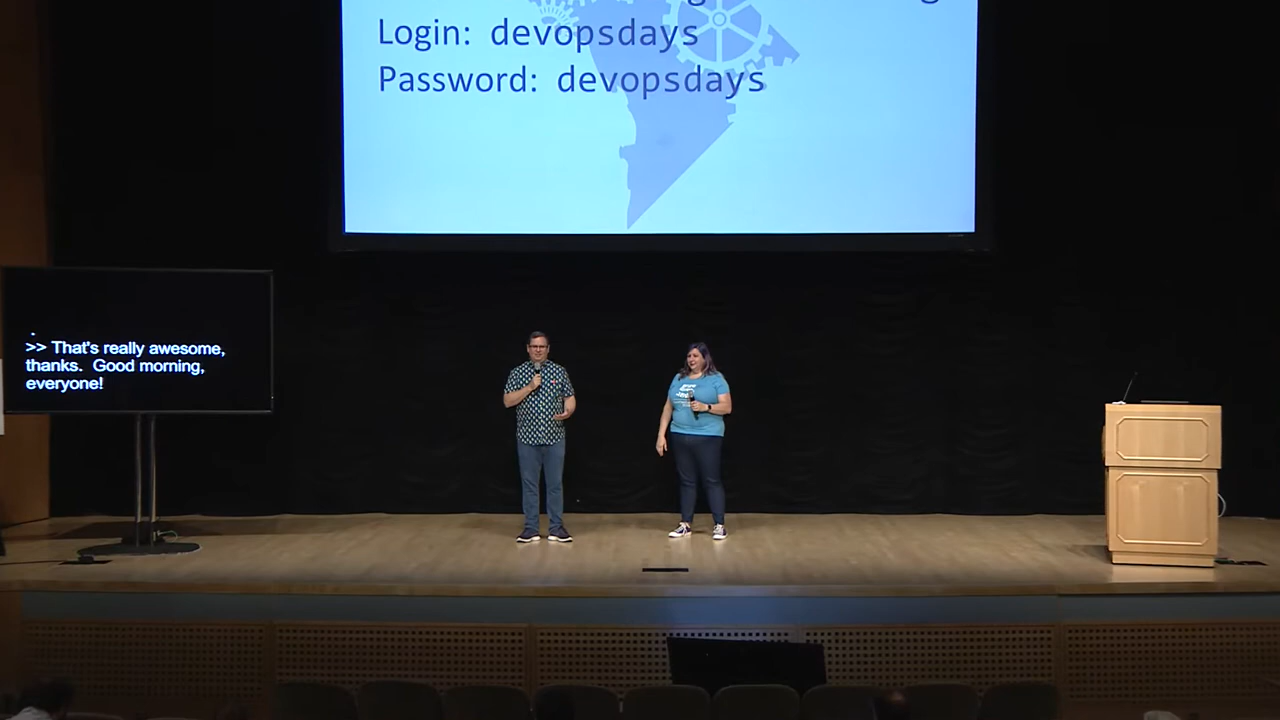 Login: devopsdays
Password: devopsdays
.
>> That's really awesome,
thanks. Good morning,
everyone!